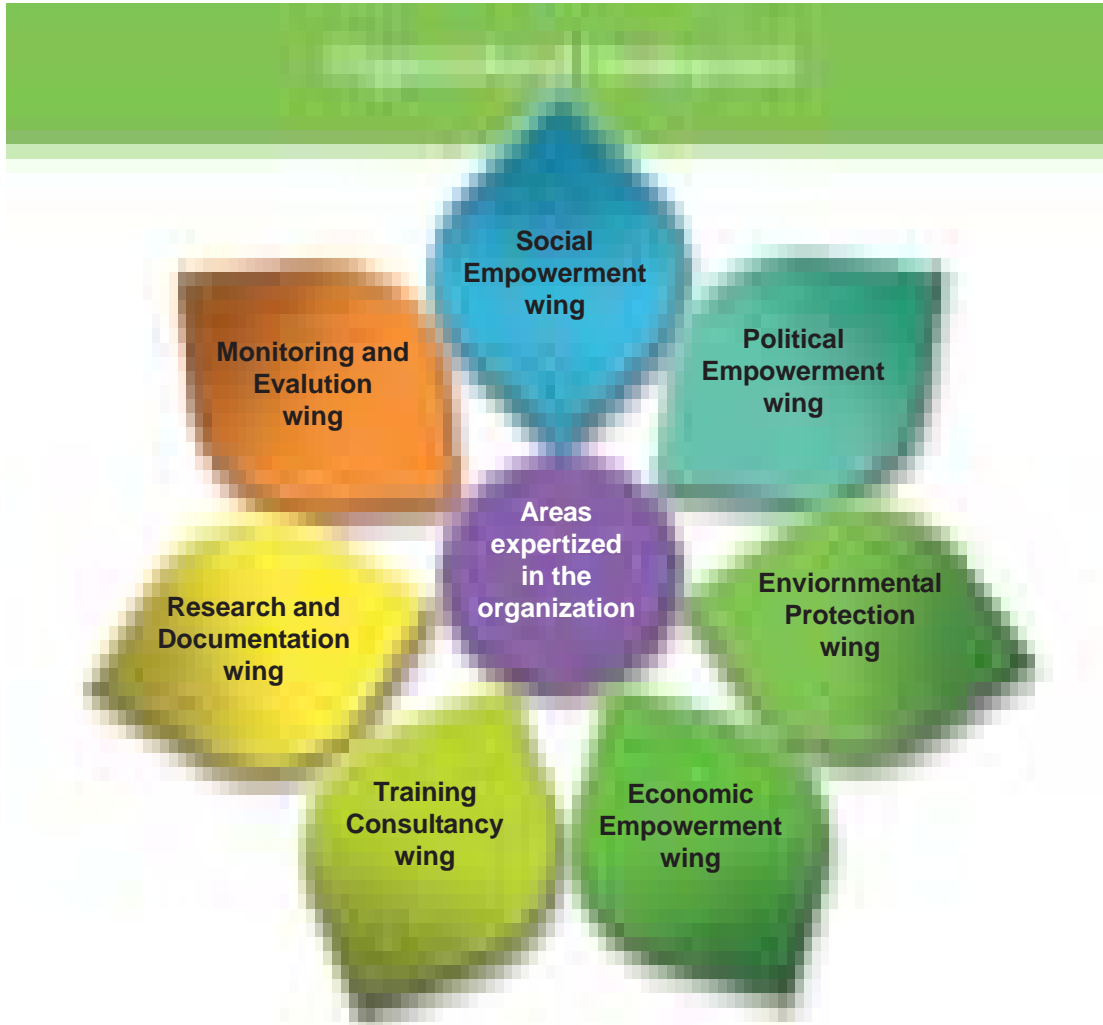 Social
Empowerment
wing
Political
Empowerment
wing
Enviornmental
Protection
wing
Economic
Empowerment
wing
Training
Consultancy
wing
Research and
Documentation
wing
Monitoring and
Evalution
wing
Areas
expertized
in the
organization